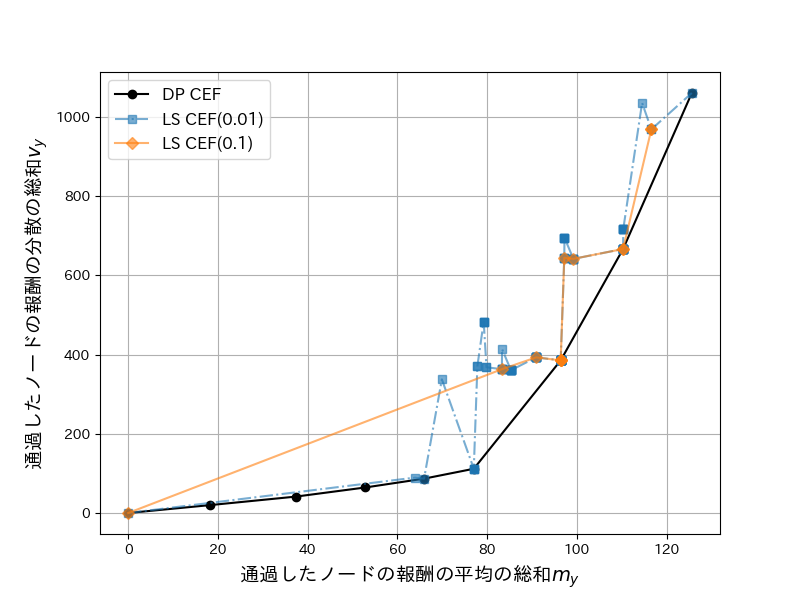 DP CEF
LS CEF(0.01)
LS CEF(0.1)
通過したノードの報酬の分散の総和v_y
1000
800
600
400
200
0
0 20 40 60 80 100 120
通過したノードの報酬の平均の総和m_y